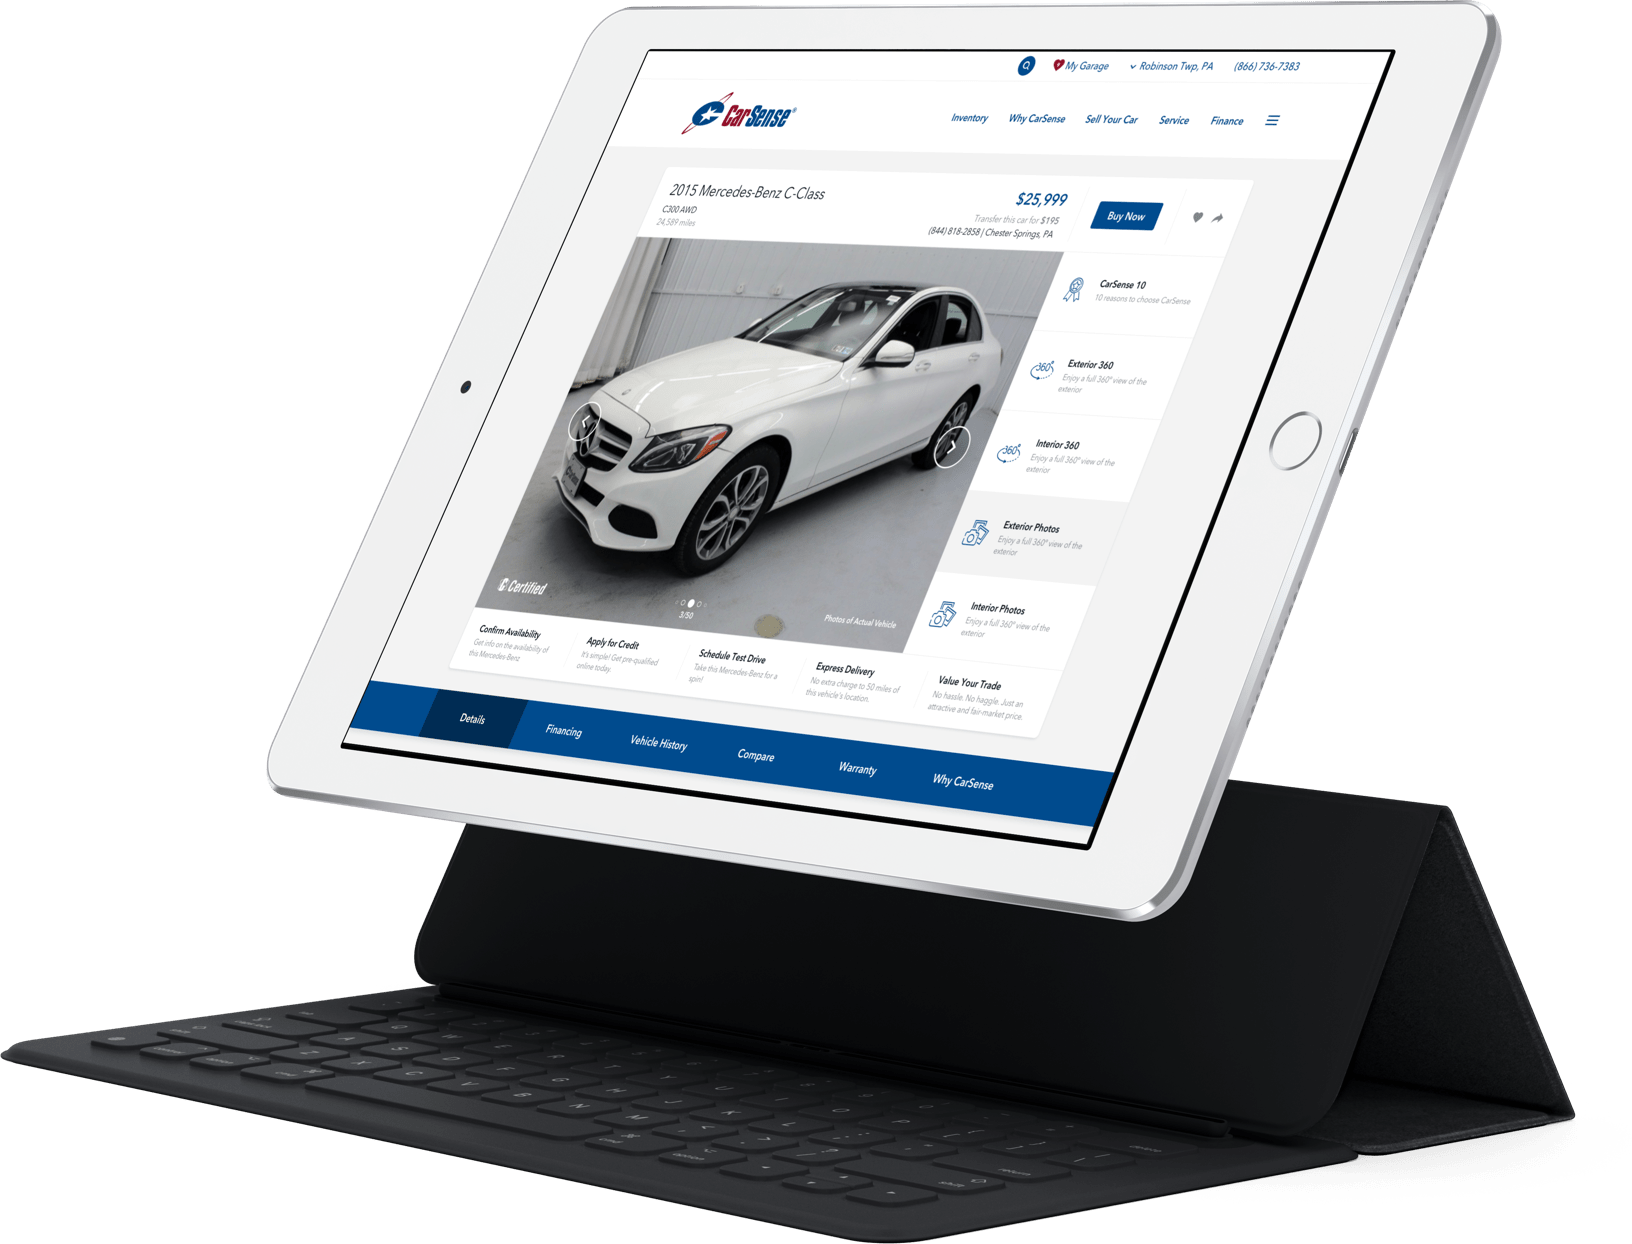 My Garage
Robinson Twp, PA
(866) 736-7383
CarSense®
Inventory
Why CarSense
Sell Your Car
Service
Finance
2015 Mercedes-Benz C-Class
C300 AWD
24,589 miles
$25,999
Transfer this car for $195
(844) 818-2858 | Chester Springs, PA
Buy Now
CarSense 10
10 reasons to choose CarSense
360°
Exterior 360
Enjoy a full 360° view of the
exterior
360°
Interior 360
Enjoy a full 360° view of the
exterior
Exterior Photos
Enjoy a full 360° view of the
exterior
Interior Photos
Enjoy a full 360° view of the
exterior
Certified
3/50
Photos of Actual Vehicle
Confirm Availability
Get info on the availability of
this Mercedes-Benz
Apply for Credit
It's simple! Get pre-qualified
online today.
Schedule Test Drive
Take this Mercedes-Benz for a
spin!
Express Delivery
No extra charge to 50 miles of
this vehicle's location.
Value Your Trade
No hassle. No haggle. Just an
attractive and fair-market price.
Details
Financing
Vehicle History
Compare
Warranty
Why CarSense